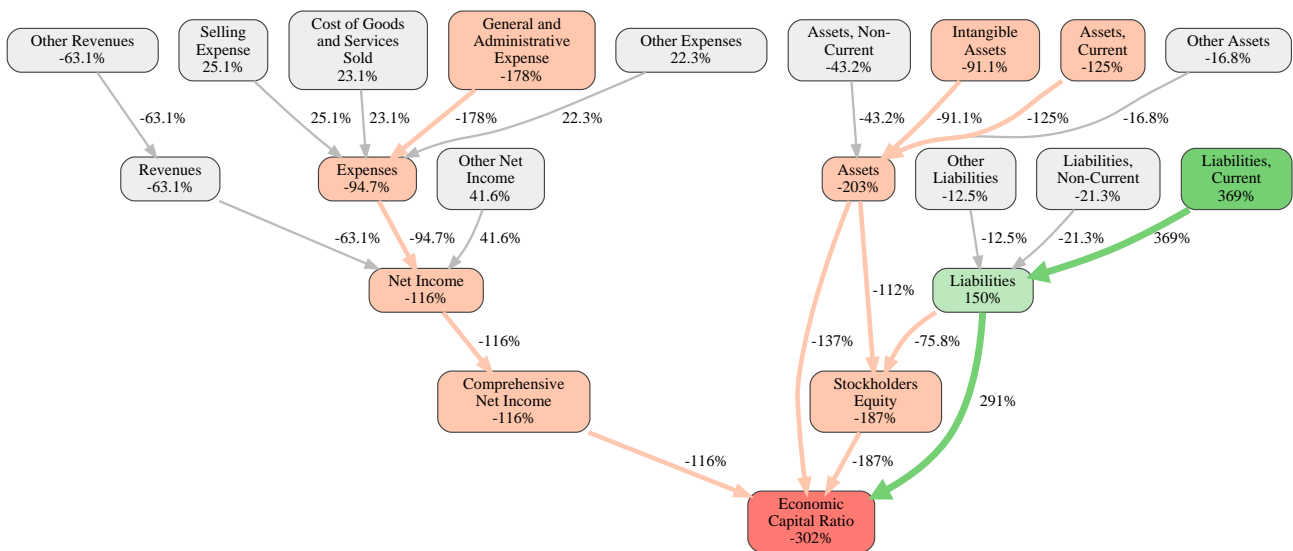 Other Revenues
-63.1%
Selling
Expense
25.1%
Cost of Goods
and Services
Sold
23.1%
General and
Administrative
Expense
-178%
Other Expenses
22.3%
Assets, Non-
Current
-43.2%
Intangible
Assets
-91.1%
Assets,
Current
-125%
Other Assets
-16.8%
-63.1%
25.1%
23.1%
-178%
22.3%
-43.2%
-91.1%
-125%
-16.8%
Revenues
-63.1%
Expenses
-94.7%
Other Net
Income
41.6%
Assets
-203%
Other
Liabilities
-12.5%
Liabilities,
Non-Current
-21.3%
Liabilities,
Current
369%
-63.1%
-94.7%
41.6%
-12.5%
-21.3%
369%
Net Income
-116%
-112%
Liabilities
150%
-116%
-137%
-75.8%
Comprehensive
Net Income
-116%
Stockholders
Equity
-187%
291%
-116%
-187%
Economic
Capital Ratio
-302%